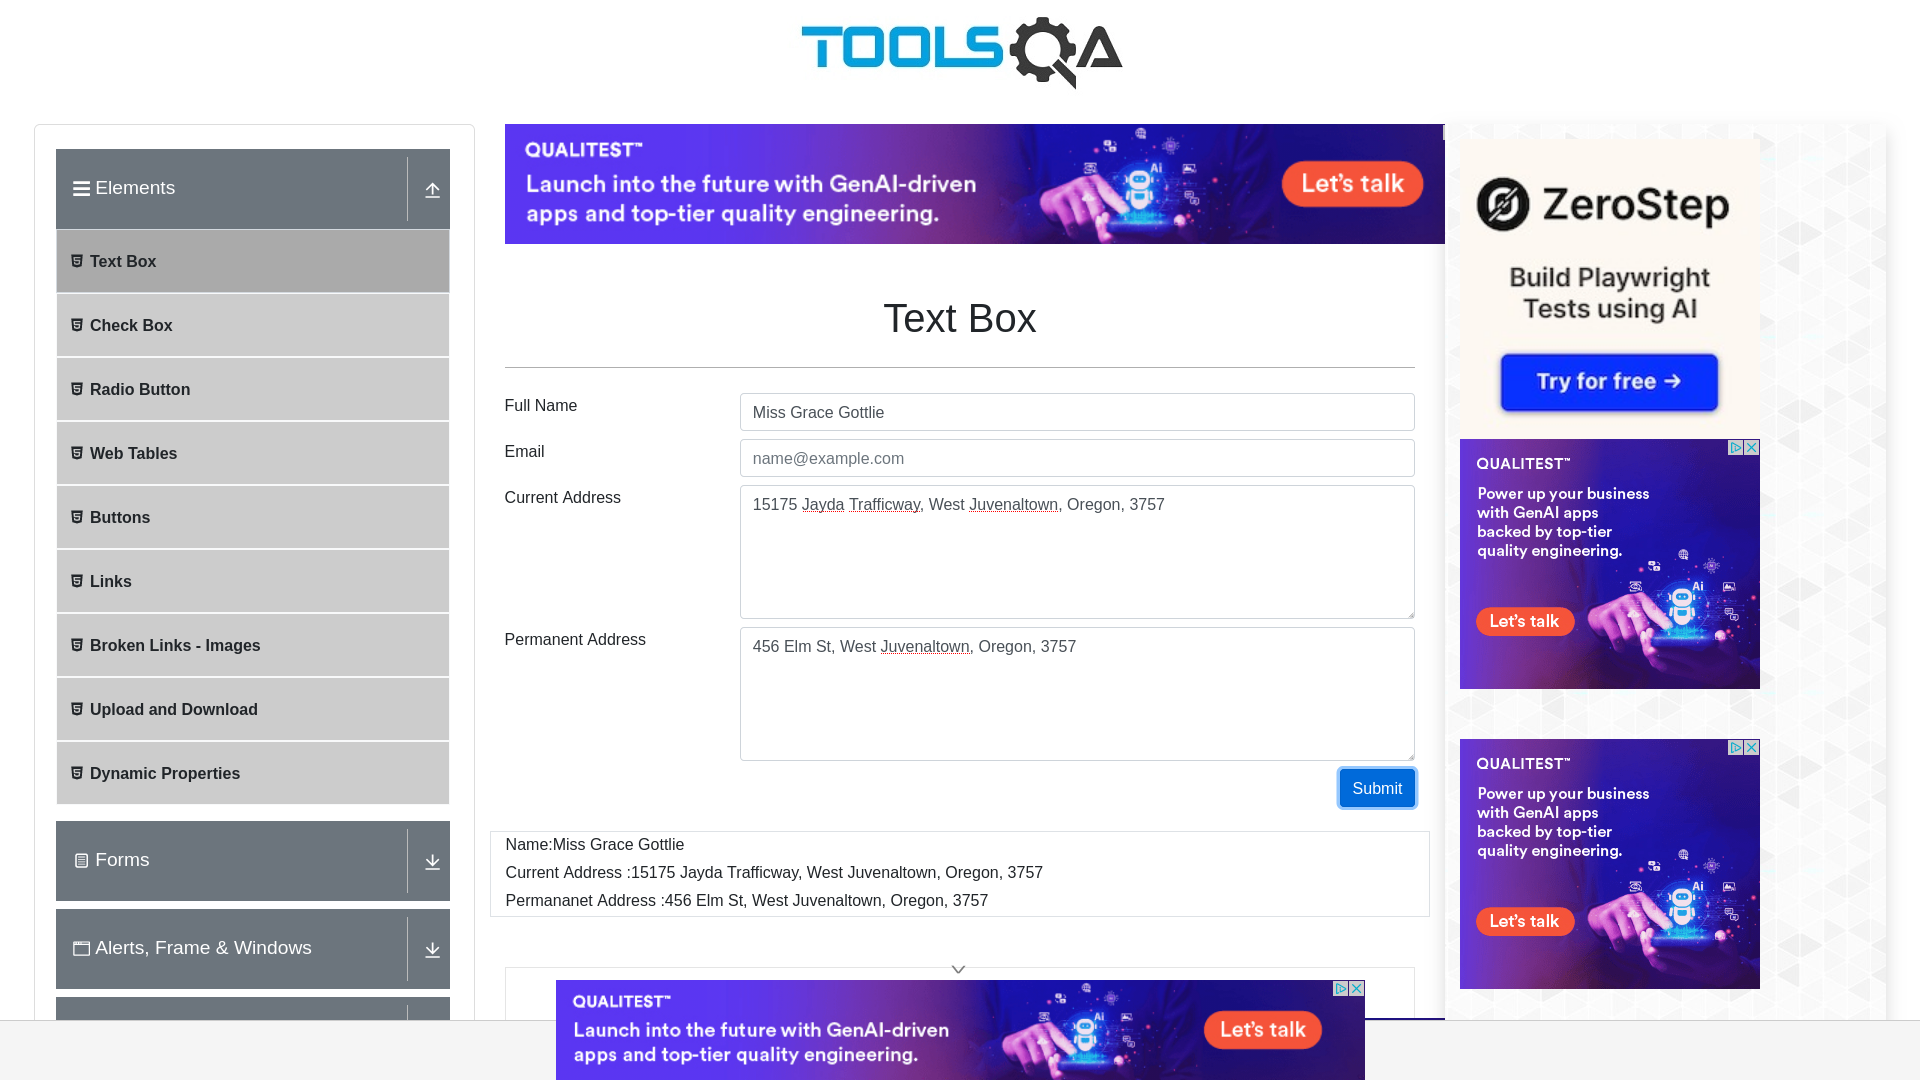 TOOLSQA
Elements
Text Box
Check Box
Radio Button
Web Tables
Buttons
Links
Broken Links - Images
Upload and Download
Dynamic Properties
Forms
Alerts, Frame & Windows
QUALITEST™
Launch into the future with GenAI-driven
apps and top-tier quality engineering.
Ai
Let's talk
Text Box
Full Name
Miss Grace Gottlie
Email
name@example.com
Current Address
15175 Jayda Trafficway, West Juvenaltown, Oregon, 3757
Permanent Address
456 Elm St, West Juvenaltown, Oregon, 3757
Submit
Name:Miss Grace Gottlie
Current Address :15175 Jayda Trafficway, West Juvenaltown, Oregon, 3757
Permananet Address :456 Elm St, West Juvenaltown, Oregon, 3757
QUALITEST™
Launch into the future with GenAI-driven
apps and top-tier quality engineering.
Ai
Let's talk
ZeroStep
Build Playwright
Tests using AI
Try for free →
QUALITEST™
Power up your business
with GenAI apps
backed by top-tier
quality engineering.
Ai
Let's talk
QUALITEST™
Power up your business
with GenAI apps
backed by top-tier
quality engineering.
Ai
Let's talk